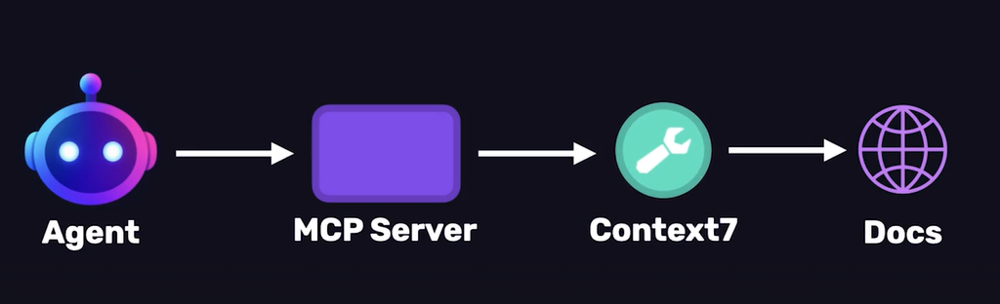 Agent
MCP Server
Context7
Docs